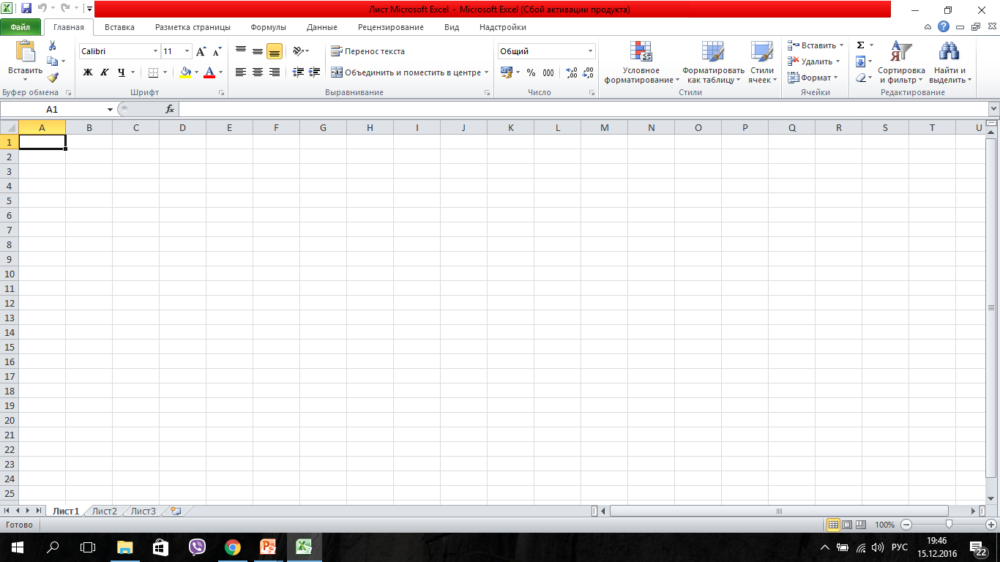 Лист Microsoft Excel - Microsoft Excel (Сбой активации продукта)
Файл Главная Вставка Разметка страницы Формулы Данные Рецензирование Вид Надстройки
Вставить
Буфер обмена
Calibri 11
Ж К Ч
Шрифт
Перенос текста
Объединить и поместить в центре
Выравнивание
Общий
% 000
Число
Условное
форматирование
Форматировать
как таблицу
Стили
ячеек
Стили
Вставить
Удалить
Формат
Ячейки
Σ
Сортировка
и фильтр
Найти и
выделить
Редактирование
A1 fx
A B C D E F G H I J K L M N O P Q R S T U
1
2
3
4
5
6
7
8
9
10
11
12
13
14
15
16
17
18
19
20
21
22
23
24
25
Лист1 Лист2 Лист3
Готово 100%
РУС
19:46
15.12.2016
22